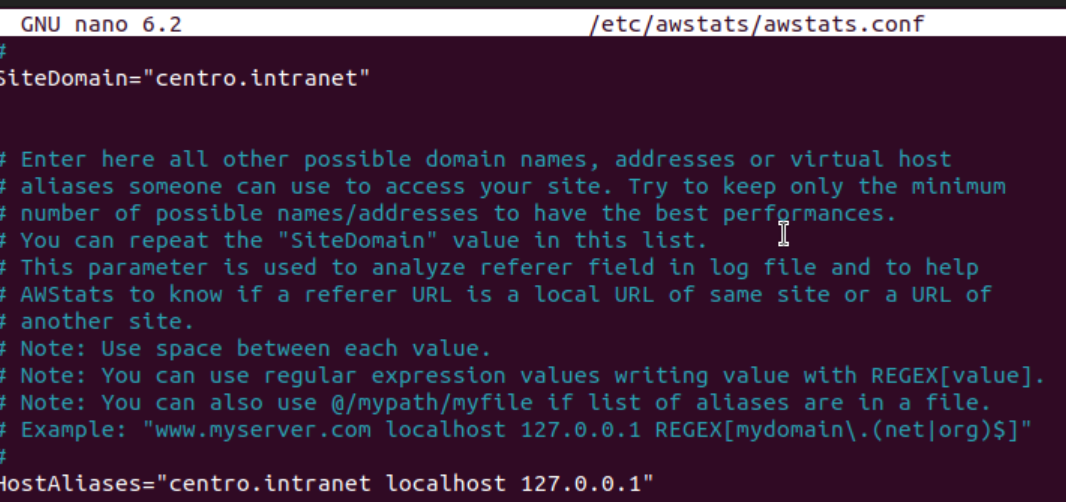 GNU nano 6.2 /etc/awstats/awstats.conf
#
SiteDomain="centro.intranet"
# Enter here all other possible domain names, addresses or virtual host
# aliases someone can use to access your site. Try to keep only the minimum
# number of possible names/addresses to have the best performances.
# You can repeat the "SiteDomain" value in this list.
# This parameter is used to analyze referer field in log file and to help
# AWStats to know if a referer URL is a local URL of same site or a URL of
# another site.
# Note: Use space between each value.
# Note: You can use regular expression values writing value with REGEX[value].
# Note: You can also use @/mypath/myfile if list of aliases are in a file.
# Example: "www.myserver.com localhost 127.0.0.1 REGEX[mydomain\.(net|org)$]"
#
HostAliases="centro.intranet localhost 127.0.0.1"